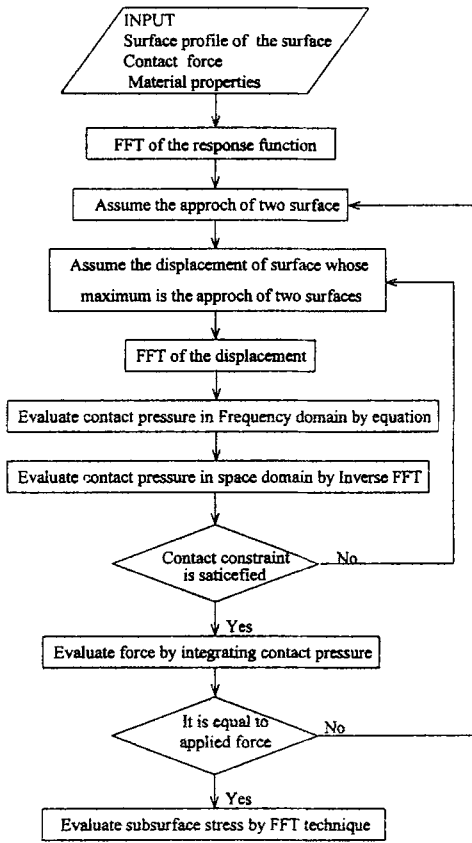 INPUT
Surface profile of the surface
Contact force
Material properties
FFT of the response function
Assume the approch of two surface
Assume the displacement of surface whose
maximum is the approch of two surfaces
FFT of the displacement
Evaluate contact pressure in Frequency domain by equation
Evaluate contact pressure in space domain by Inverse FFT
Contact constraint
is saticefied
No
Yes
Evaluate force by integrating contact pressure
It is equal to
applied force
No
Yes
Evaluate subsurface stress by FFT technique